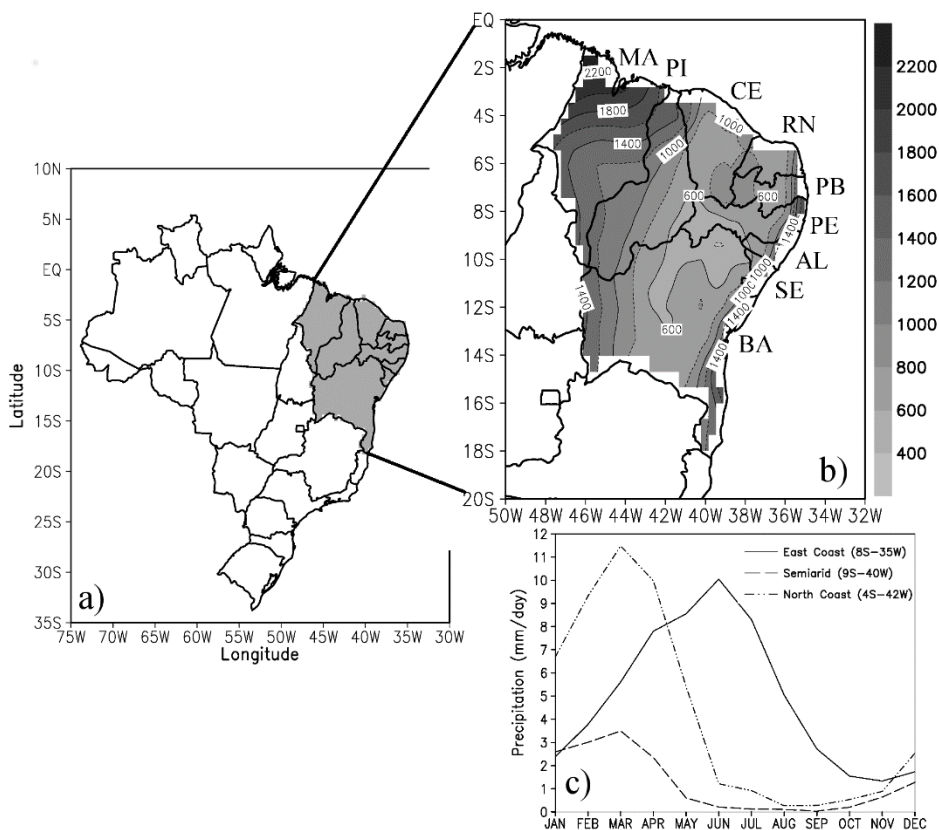 10N
5N
EQ
5S
10S
15S
20S
25S
30S
35S
Latitude
75W 70W 65W 60W 55W 50W 45W 40W 35W 30W
Longitude
a)
EQ
2S
4S
6S
8S
10S
12S
14S
16S
18S
20S
50W 48W 46W 44W 42W 40W 38W 36W 34W 32W
MA
PI
CE
RN
PB
PE
AL
SE
BA
2200
1800
1400
1000
1000
600
600
1400
1000
1000
1400
1400
600
1400
b)
2200
2000
1800
1600
1400
1200
1000
800
600
400
12
11
10
9
8
7
6
5
4
3
2
1
0
Precipitation (mm/day)
East Coast (8S-35W)
Semiarid (9S-40W)
North Coast (4S-42W)
c)
JAN FEB MAR APR MAY JUN JUL AUG SEP OCT NOV DEC